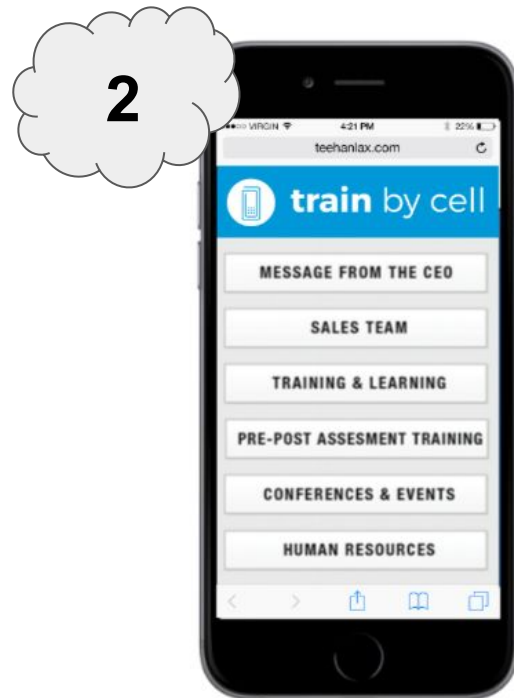 2
VIRGIN 4:21 PM 22%
teehanlax.com
train by cell
MESSAGE FROM THE CEO
SALES TEAM
TRAINING & LEARNING
PRE-POST ASSESMENT TRAINING
CONFERENCES & EVENTS
HUMAN RESOURCES